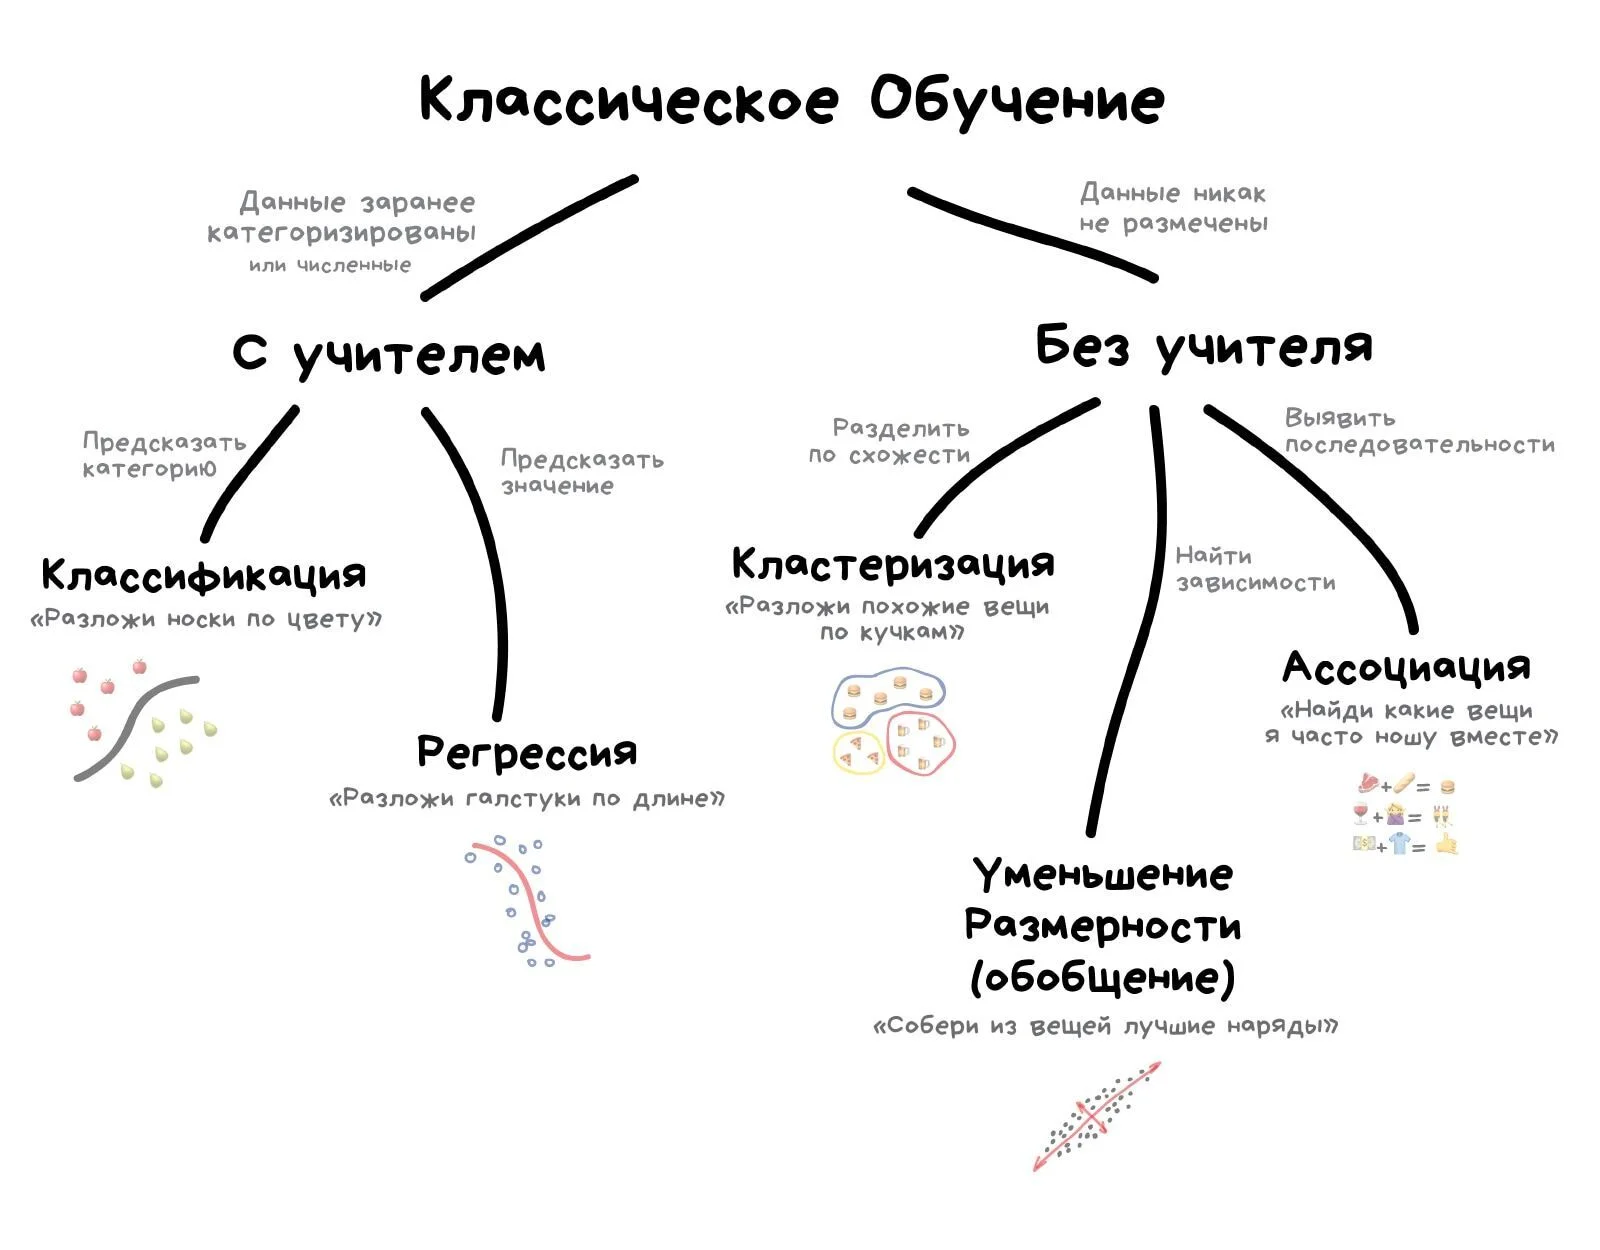 Классическое Обучение
Данные заранее
категоризированы
или численные
Данные никак
не размечены
С учителем
Без учителя
Предсказать
категорию
Предсказать
значение
Разделить
по схожести
Выявить
последовательности
Классификация
«Разложи носки по цвету»
Кластеризация
«Разложи похожие вещи
по кучкам»
Найти
зависимости
Ассоциация
«Найди какие вещи
я часто ношу вместе»
Регрессия
«Разложи галстуки по длине»
+ =
+ =
+ =
Уменьшение
Размерности
(обобщение)
«Собери из вещей лучшие наряды»